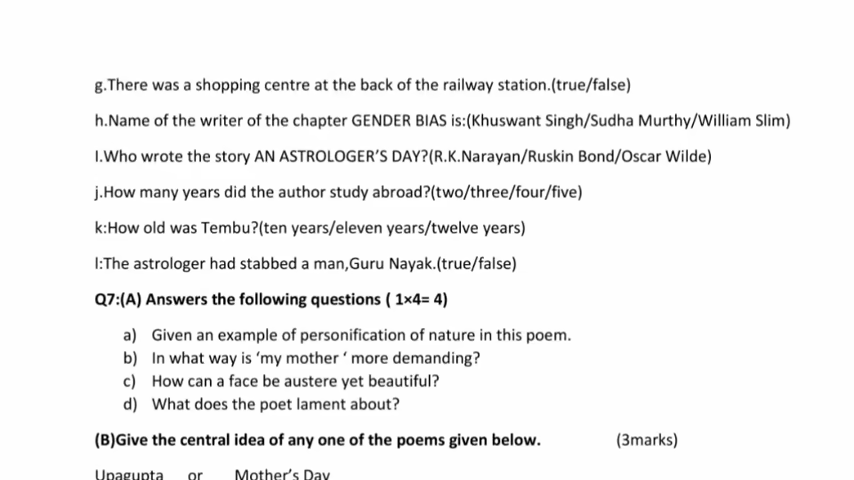 g.There was a shopping centre at the back of the railway station.(true/false)
h.Name of the writer of the chapter GENDER BIAS is:(Khuswant Singh/Sudha Murthy/William Slim)
I.Who wrote the story AN ASTROLOGER’S DAY?(R.K.Narayan/Ruskin Bond/Oscar Wilde)
j.How many years did the author study abroad?(two/three/four/five)
k:How old was Tembu?(ten years/eleven years/twelve years)
l:The astrologer had stabbed a man,Guru Nayak.(true/false)
Q7:(A) Answers the following questions ( 1×4= 4)
a) Given an example of personification of nature in this poem.
b) In what way is ‘my mother ‘ more demanding?
c) How can a face be austere yet beautiful?
d) What does the poet lament about?
(B)Give the central idea of any one of the poems given below. (3marks)
Upagupta or Mother’s Day